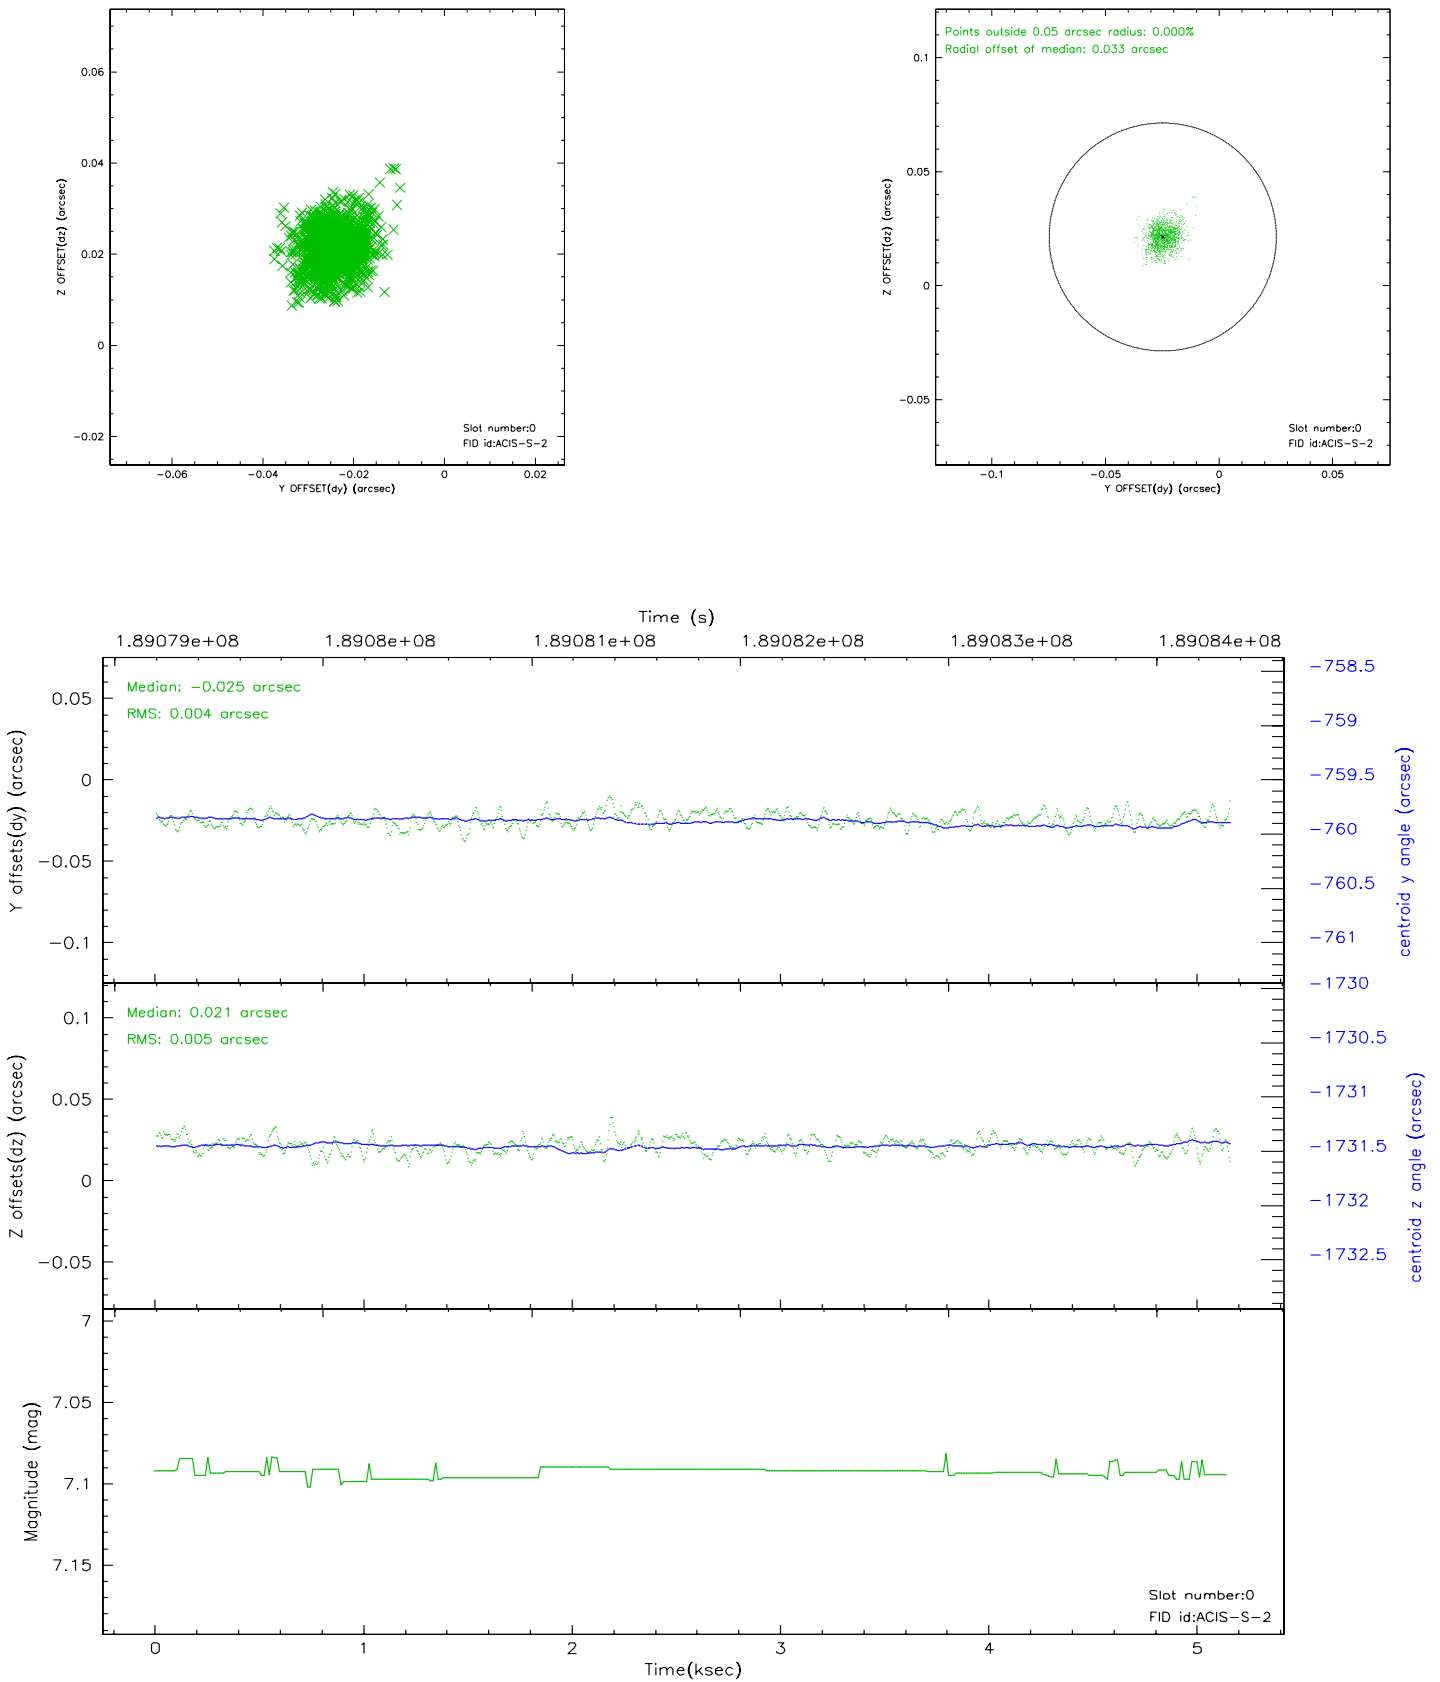 0.06
0.04
0.02
0
−0.02
Z OFFSET(dz) (arcsec)
Slot number:0
FID id:ACIS−S−2
−0.06 −0.04 −0.02 0 0.02
Y OFFSET(dy) (arcsec)
Points outside 0.05 arcsec radius: 0.000%
Radial offset of median: 0.033 arcsec
0.1
0.05
0
−0.05
Z OFFSET(dz) (arcsec)
Slot number:0
FID id:ACIS−S−2
−0.1 −0.05 0 0.05
Y OFFSET(dy) (arcsec)
Time (s)
1.89079e+08 1.8908e+08 1.89081e+08 1.89082e+08 1.89083e+08 1.89084e+08
Median: −0.025 arcsec
RMS: 0.004 arcsec
0.05
0
−0.05
−0.1
Y offsets(dy) (arcsec)
−758.5
−759
−759.5
−760
−760.5
−761
centroid y angle (arcsec)
Median: 0.021 arcsec
RMS: 0.005 arcsec
0.1
0.05
0
−0.05
Z offsets(dz) (arcsec)
−1730
−1730.5
−1731
−1731.5
−1732
−1732.5
centroid z angle (arcsec)
7
7.05
7.1
7.15
Magnitude (mag)
Slot number:0
FID id:ACIS−S−2
0 1 2 3 4 5
Time(ksec)